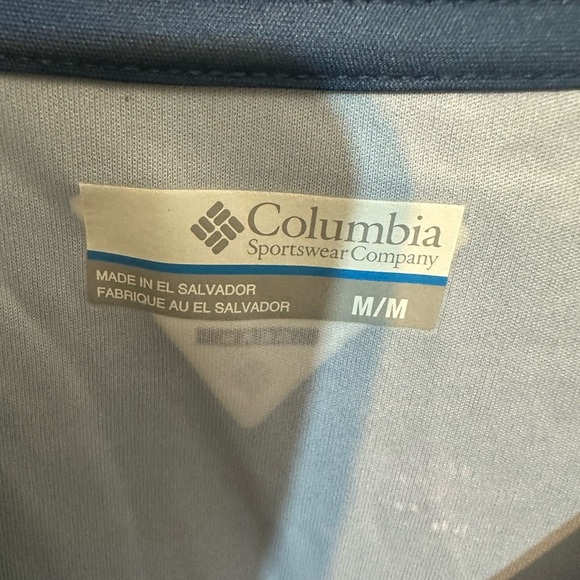 Columbia
Sportswear Company
MADE IN EL SALVADOR
FABRIQUE AU EL SALVADOR
M/M